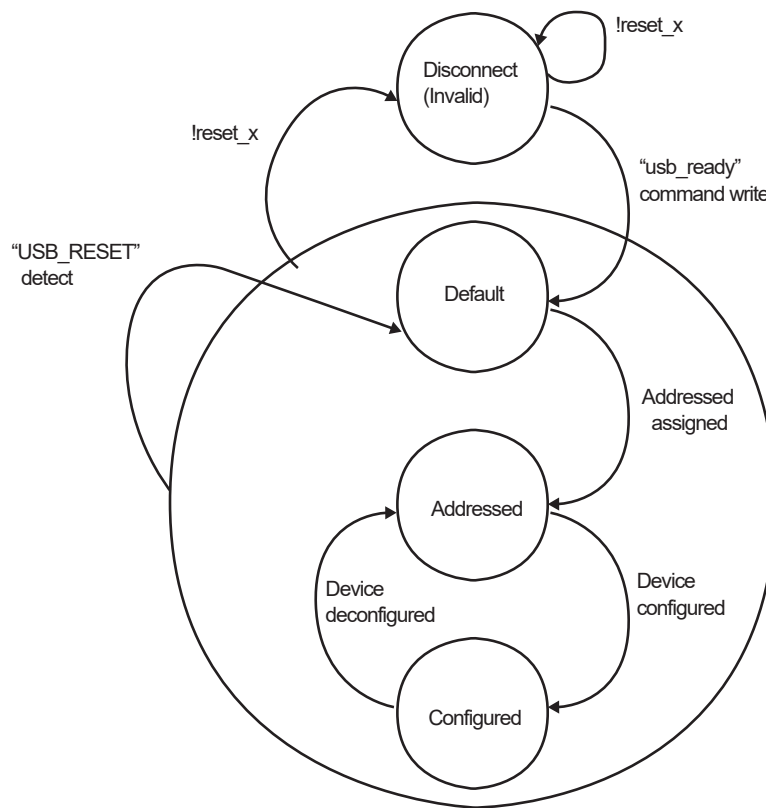 !reset_x
Disconnect
(Invalid)
!reset_x
“usb_ready”
command write
“USB_RESET”
detect
Default
Addressed
assigned
Addressed
Device
deconfigured
Device
configured
Configured